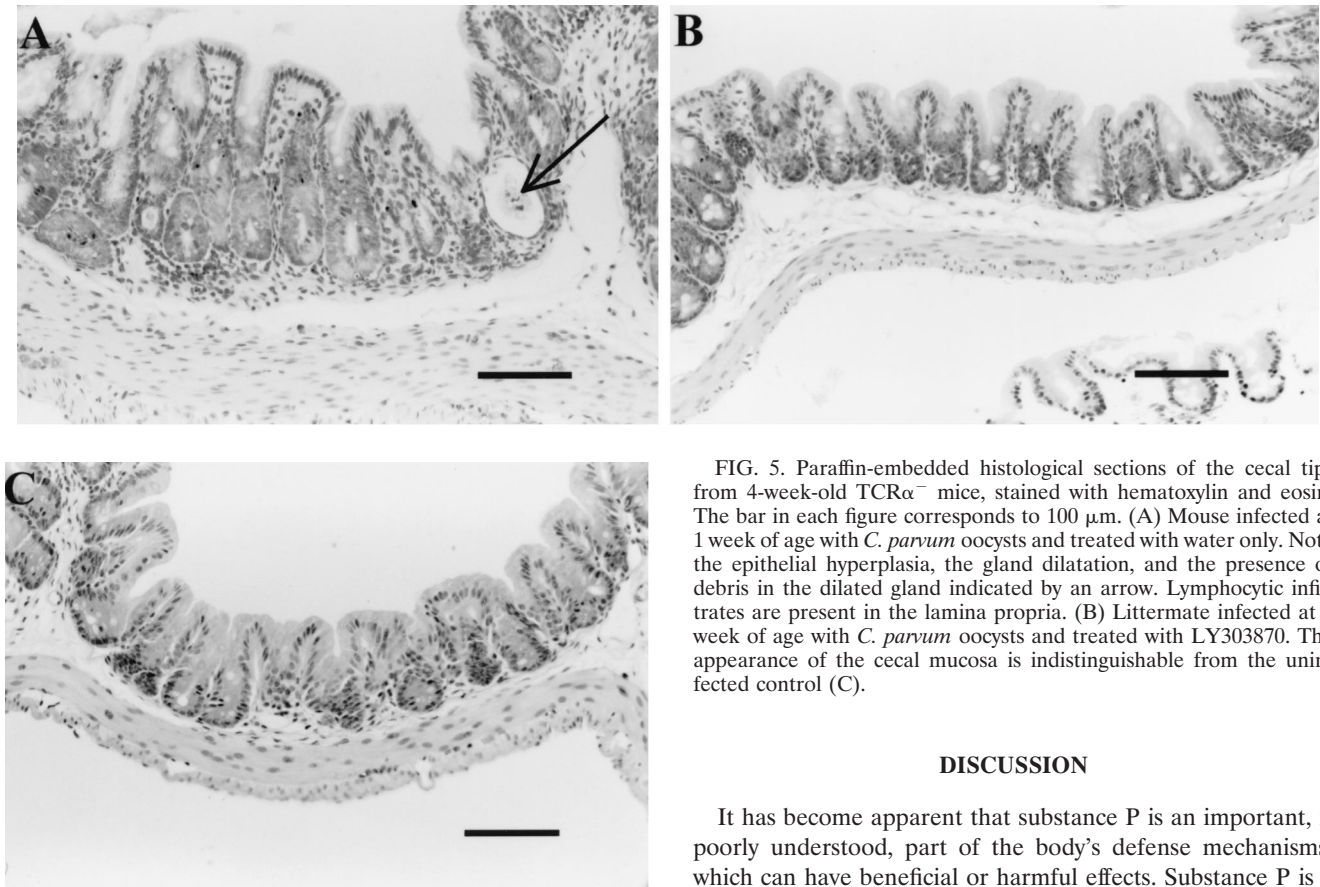 A
B
C
FIG. 5. Paraffin-embedded histological sections of the cecal tip
from 4-week-old TCRα⁻ mice, stained with hematoxylin and eosin
The bar in each figure corresponds to 100 μm. (A) Mouse infected a
1 week of age with C. parvum oocysts and treated with water only. Not
the epithelial hyperplasia, the gland dilatation, and the presence o
debris in the dilated gland indicated by an arrow. Lymphocytic infi
trates are present in the lamina propria. (B) Littermate infected at
week of age with C. parvum oocysts and treated with LY303870. Th
appearance of the cecal mucosa is indistinguishable from the unin
fected control (C).
DISCUSSION
It has become apparent that substance P is an important,
poorly understood, part of the body's defense mechanisms
which can have beneficial or harmful effects. Substance P is